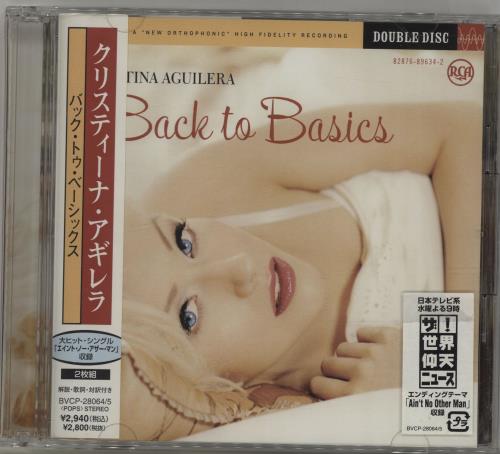 A "NEW ORTHOPHONIC" HIGH FIDELITY RECORDING
DOUBLE DISC
82876-89634-2
RCA
TINA AGUILERA
Back to Basics
クリスティーナ・アギレラ
バック・トゥ・ベーシックス
大ヒット・シングル
「エイント・ノー・アザー・マン」
収録
2枚組
解説・歌詞・対訳付き
BVCP-28064/5
〈POPS〉 STEREO
¥2,940(税込)
¥2,800(税抜)
日本テレビ系
水曜よる9時
ザ!
世界
仰天
ニュース
エンディングテーマ
「Ain't No Other Man」
収録
BVCP-28064/5
プラ